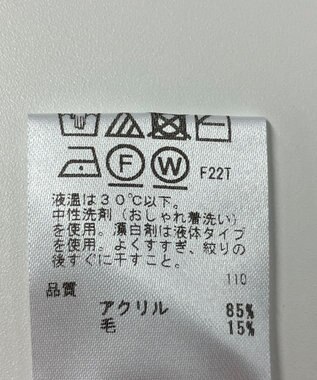 F W F22T
液温は30℃以下。
中性洗剤(おしゃれ着洗い)
を使用。漂白剤は液体タイプ
を使用。よくすすぎ、絞りの
後すぐに干すこと。
110
品質
アクリル 85%
毛 15%